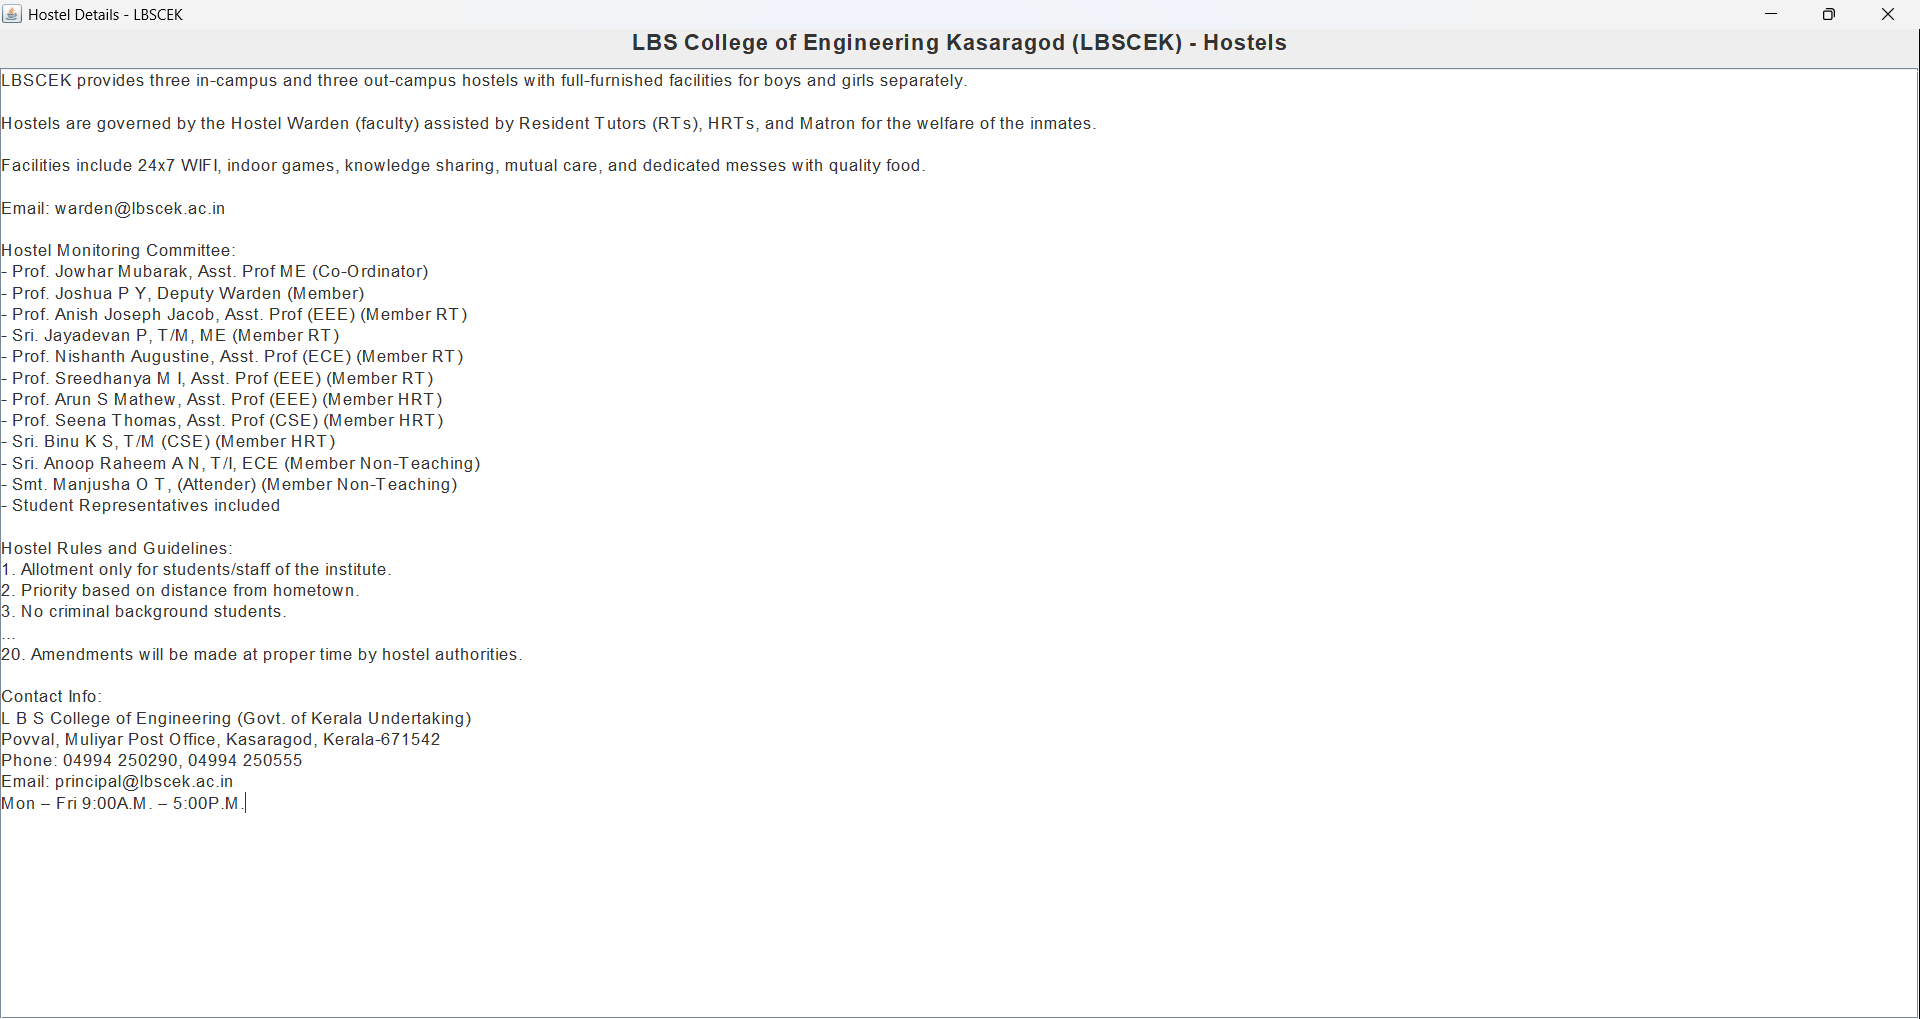 Hostel Details - LBSCEK
LBS College of Engineering Kasaragod (LBSCEK) - Hostels
LBSCEK provides three in-campus and three out-campus hostels with full-furnished facilities for boys and girls separately.
Hostels are governed by the Hostel Warden (faculty) assisted by Resident Tutors (RTs), HRTs, and Matron for the welfare of the inmates.
Facilities include 24x7 WIFI, indoor games, knowledge sharing, mutual care, and dedicated messes with quality food.
Email: warden@lbscek.ac.in
Hostel Monitoring Committee:
- Prof. Jowhar Mubarak, Asst. Prof ME (Co-Ordinator)
- Prof. Joshua P Y, Deputy Warden (Member)
- Prof. Anish Joseph Jacob, Asst. Prof (EEE) (Member RT)
- Sri. Jayadevan P, T/M, ME (Member RT)
- Prof. Nishanth Augustine, Asst. Prof (ECE) (Member RT)
- Prof. Sreedhanya M I, Asst. Prof (EEE) (Member RT)
- Prof. Arun S Mathew, Asst. Prof (EEE) (Member HRT)
- Prof. Seena Thomas, Asst. Prof (CSE) (Member HRT)
- Sri. Binu K S, T/M (CSE) (Member HRT)
- Sri. Anoop Raheem A N, T/I, ECE (Member Non-Teaching)
- Smt. Manjusha O T, (Attender) (Member Non-Teaching)
- Student Representatives included
Hostel Rules and Guidelines:
1. Allotment only for students/staff of the institute.
2. Priority based on distance from hometown.
3. No criminal background students.
...
20. Amendments will be made at proper time by hostel authorities.
Contact Info:
L B S College of Engineering (Govt. of Kerala Undertaking)
Povval, Muliyar Post Office, Kasaragod, Kerala-671542
Phone: 04994 250290, 04994 250555
Email: principal@lbscek.ac.in
Mon – Fri 9:00A.M. – 5:00P.M.